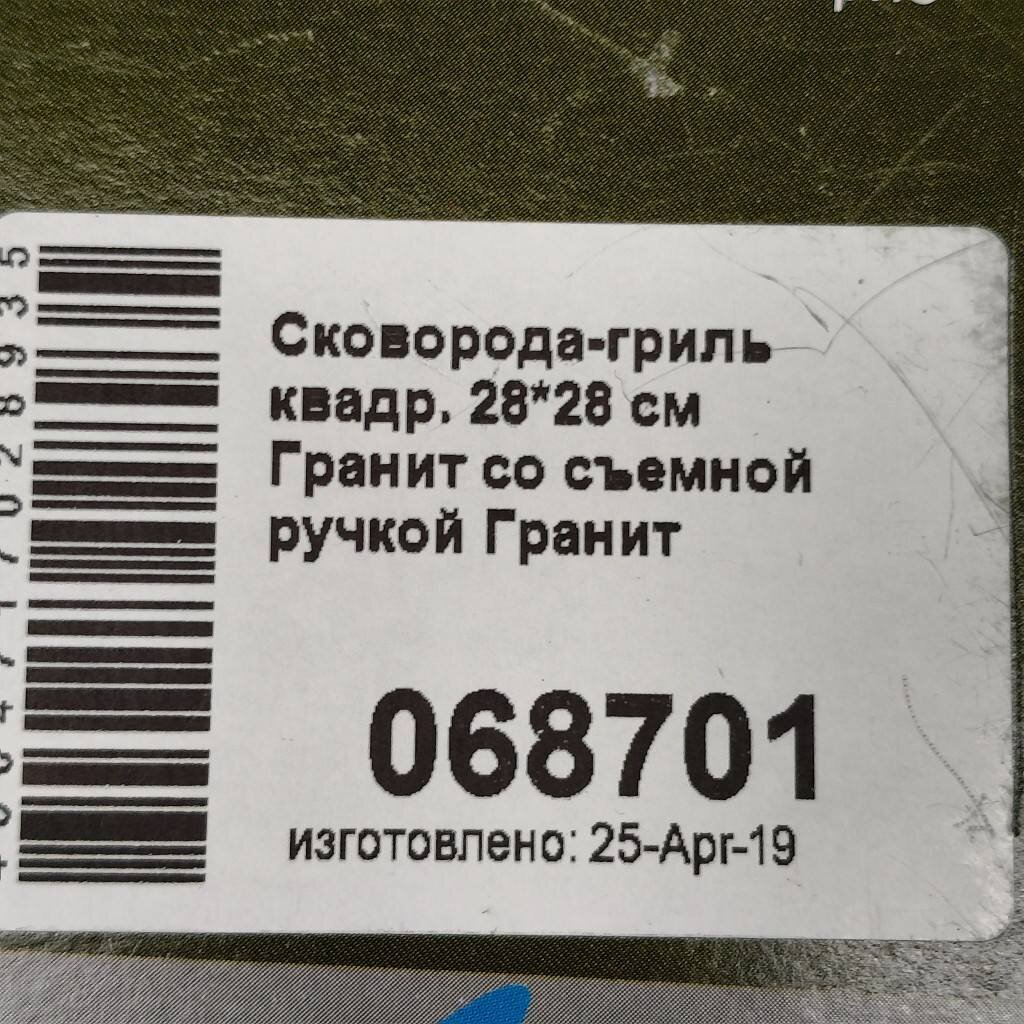 Сковорода-гриль
квадр. 28*28 см
Гранит со съемной
ручкой Гранит
068701
изготовлено: 25-Apr-19